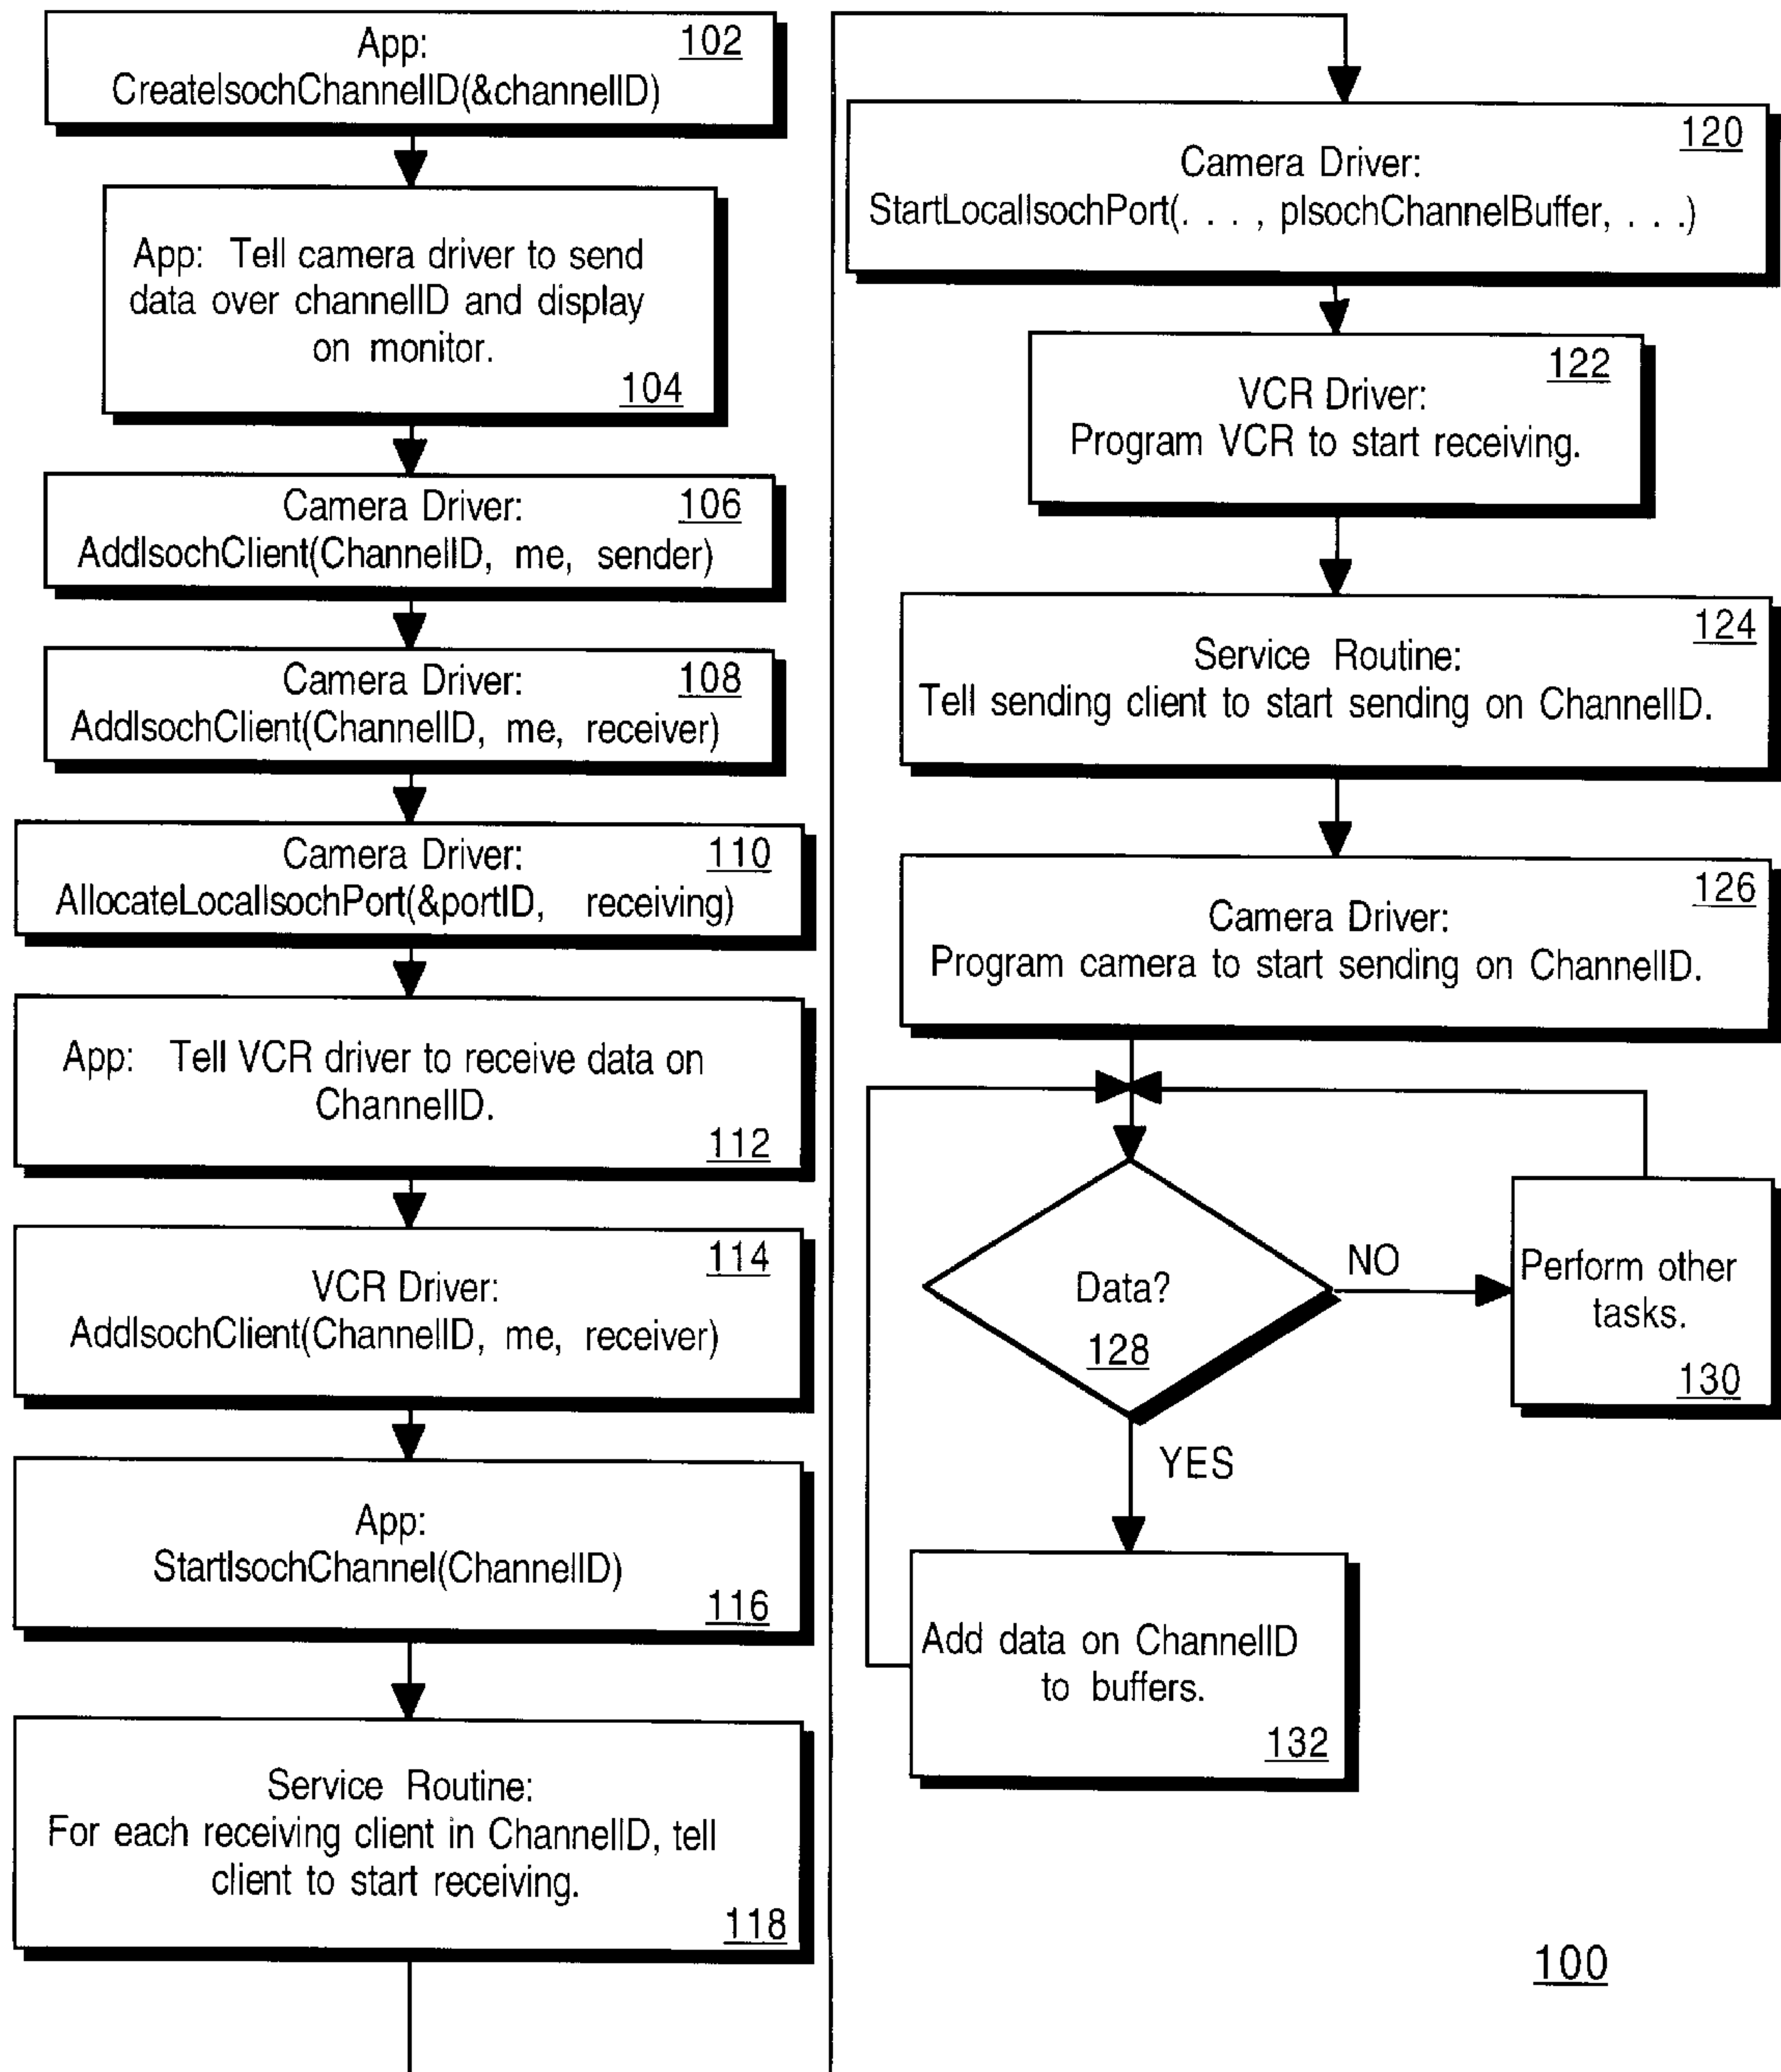 App:
102
CreateIsochChannelID(&channelID)
App: Tell camera driver to send
data over channelID and display
on monitor.
104
Camera Driver:
106
AddIsochClient(ChannelID, me, sender)
Camera Driver:
108
AddIsochClient(ChannelID, me, receiver)
Camera Driver:
110
AllocateLocalIsochPort(&portID, receiving)
App: Tell VCR driver to receive data on
ChannelID.
112
114
VCR Driver:
AddIsochClient(ChannelID, me, receiver)
App:
StartIsochChannel(ChannelID)
116
Service Routine:
For each receiving client in ChannelID, tell
client to start receiving.
118
120
Camera Driver:
StartLocalIsochPort(. . . , pIsochChannelBuffer, . . .)
122
VCR Driver:
Program VCR to start receiving.
124
Service Routine:
Tell sending client to start sending on ChannelID.
126
Camera Driver:
Program camera to start sending on ChannelID.
Data?
128
NO
Perform other
tasks.
130
YES
Add data on ChannelID
to buffers.
132
100